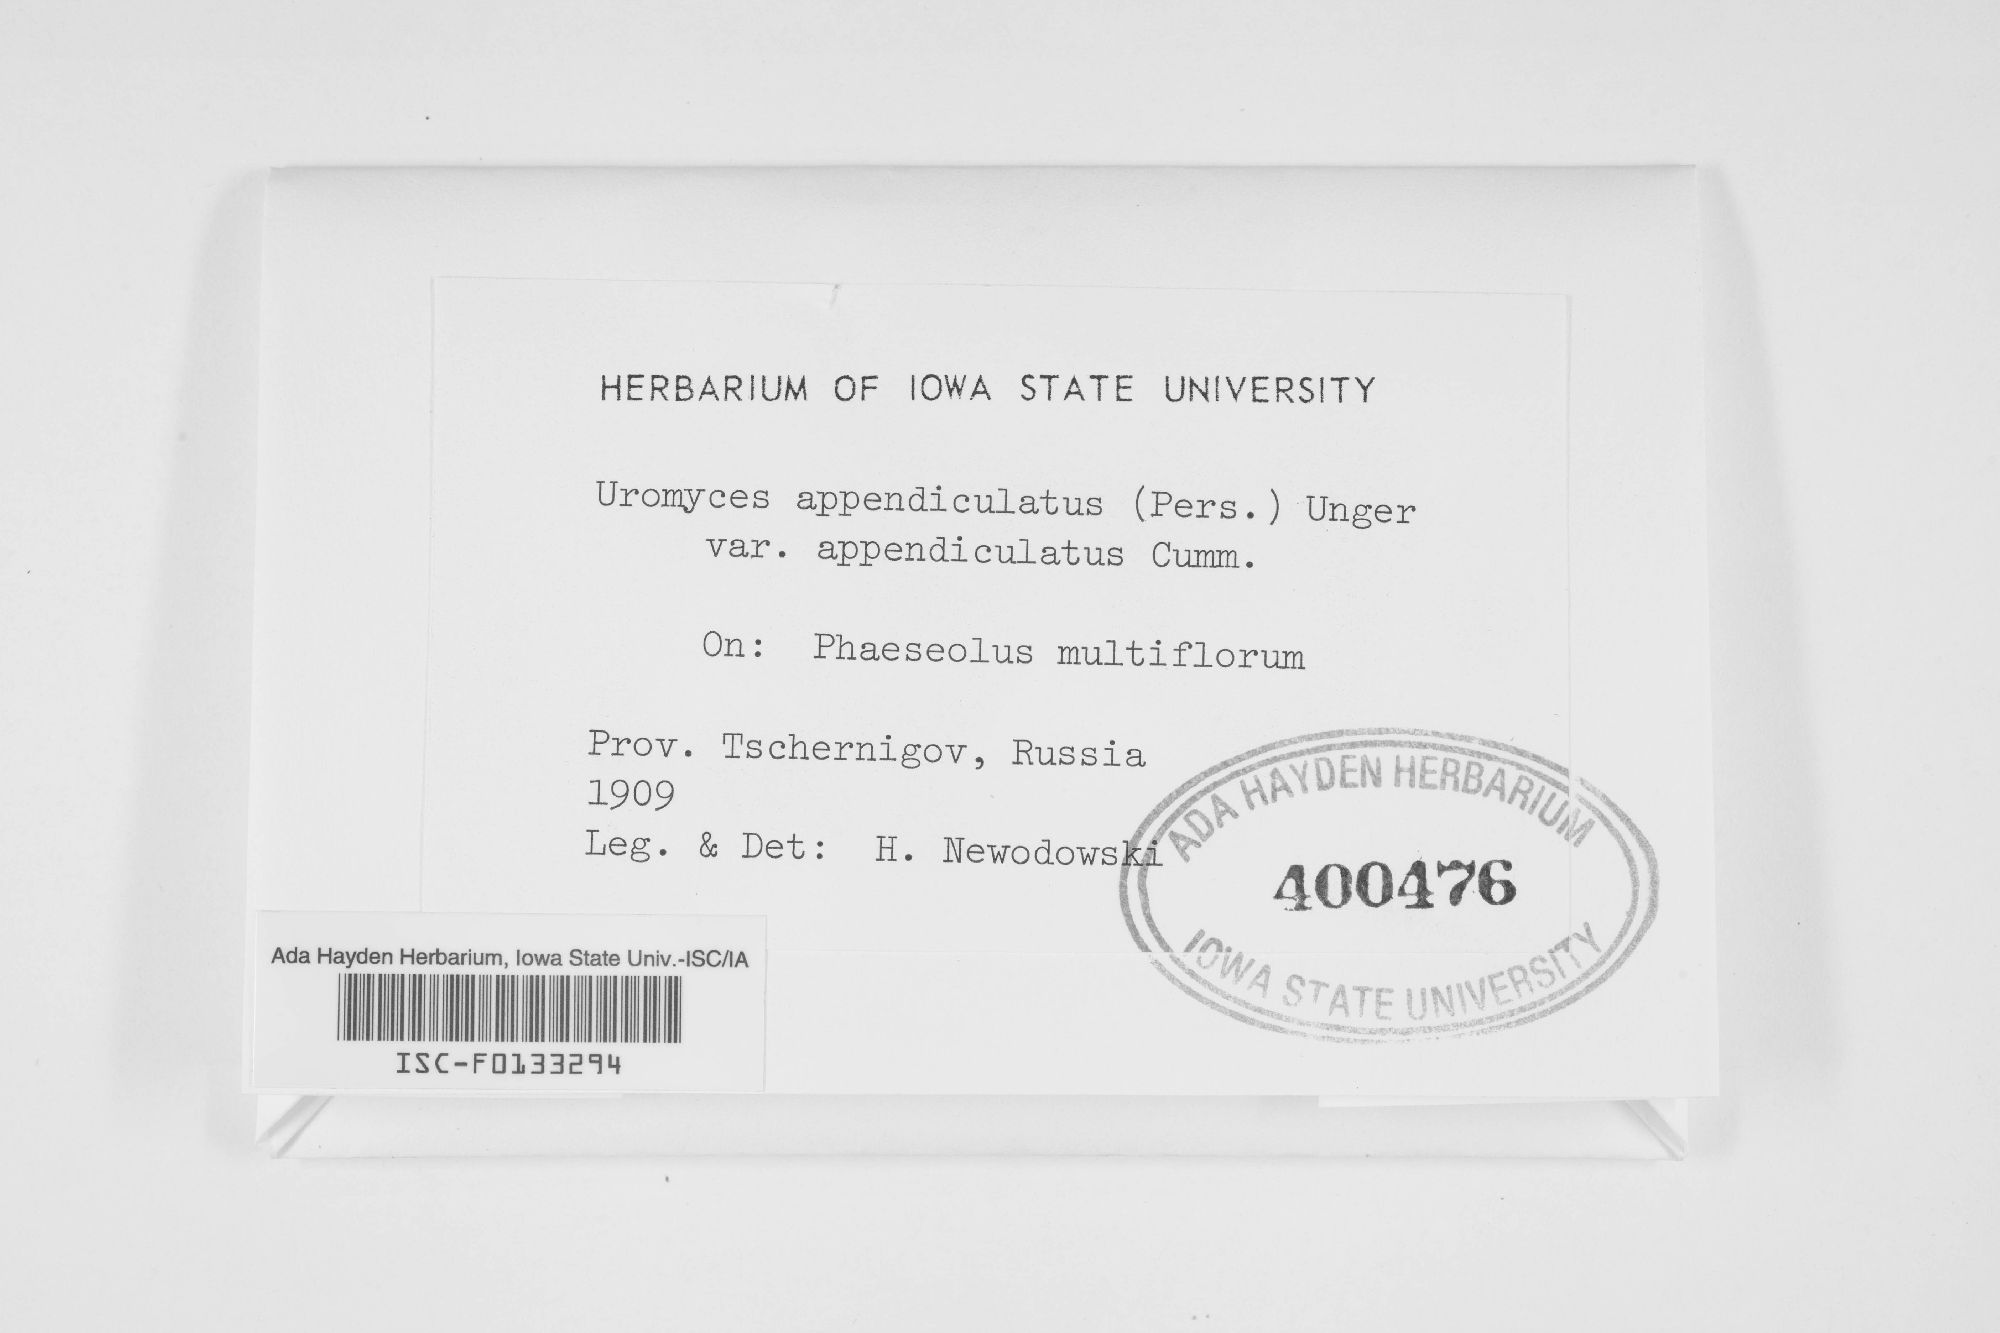 HERBARIUM OF IOWA STATE UNIVERSITY
Uromyces appendiculatus (Pers.) Unger
var. appendiculatus Cumm.
On: Phaeseolus multiflorum
Prov. Tschernigov, Russia
1909
Leg. & Det: H. Newodowski
ADA HAYDEN HERBARIUM
400476
IOWA STATE UNIVERSITY
Ada Hayden Herbarium, Iowa State Univ.-ISC/IA
ISC-F0133294